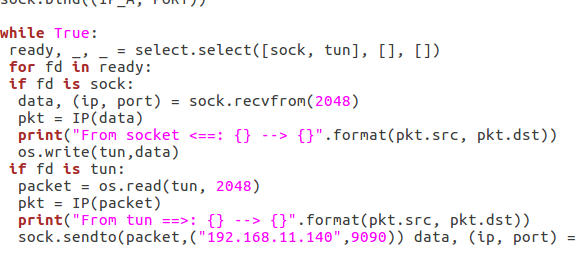 sock.bind((IP_A, PORT))
while True:
 ready, _, _ = select.select([sock, tun], [], [])
 for fd in ready:
 if fd is sock:
  data, (ip, port) = sock.recvfrom(2048)
  pkt = IP(data)
  print("From socket <==: {} --> {}".format(pkt.src, pkt.dst))
  os.write(tun,data)
 if fd is tun:
  packet = os.read(tun, 2048)
  pkt = IP(packet)
  print("From tun ==>: {} --> {}".format(pkt.src, pkt.dst))
  sock.sendto(packet,("192.168.11.140",9090)) data, (ip, port) =